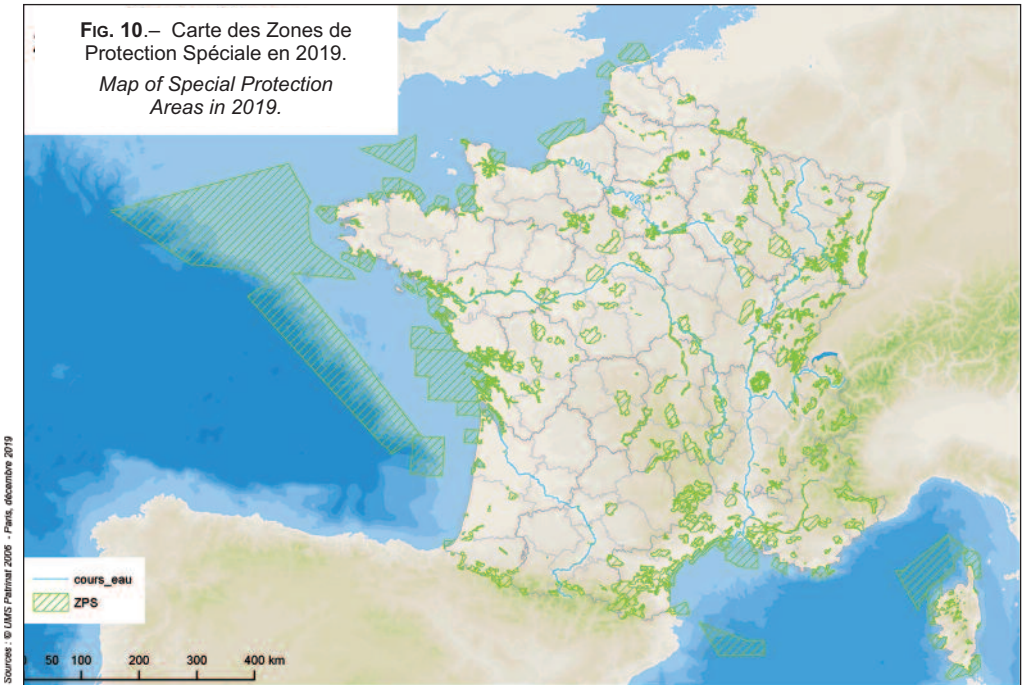 FIG. 10.– Carte des Zones de
Protection Spéciale en 2019.
Map of Special Protection
Areas in 2019.
cours_eau
ZPS
50 100 200 300 400 km
Sources : © UMS Patrinat 2006 - Paris, décembre 2019